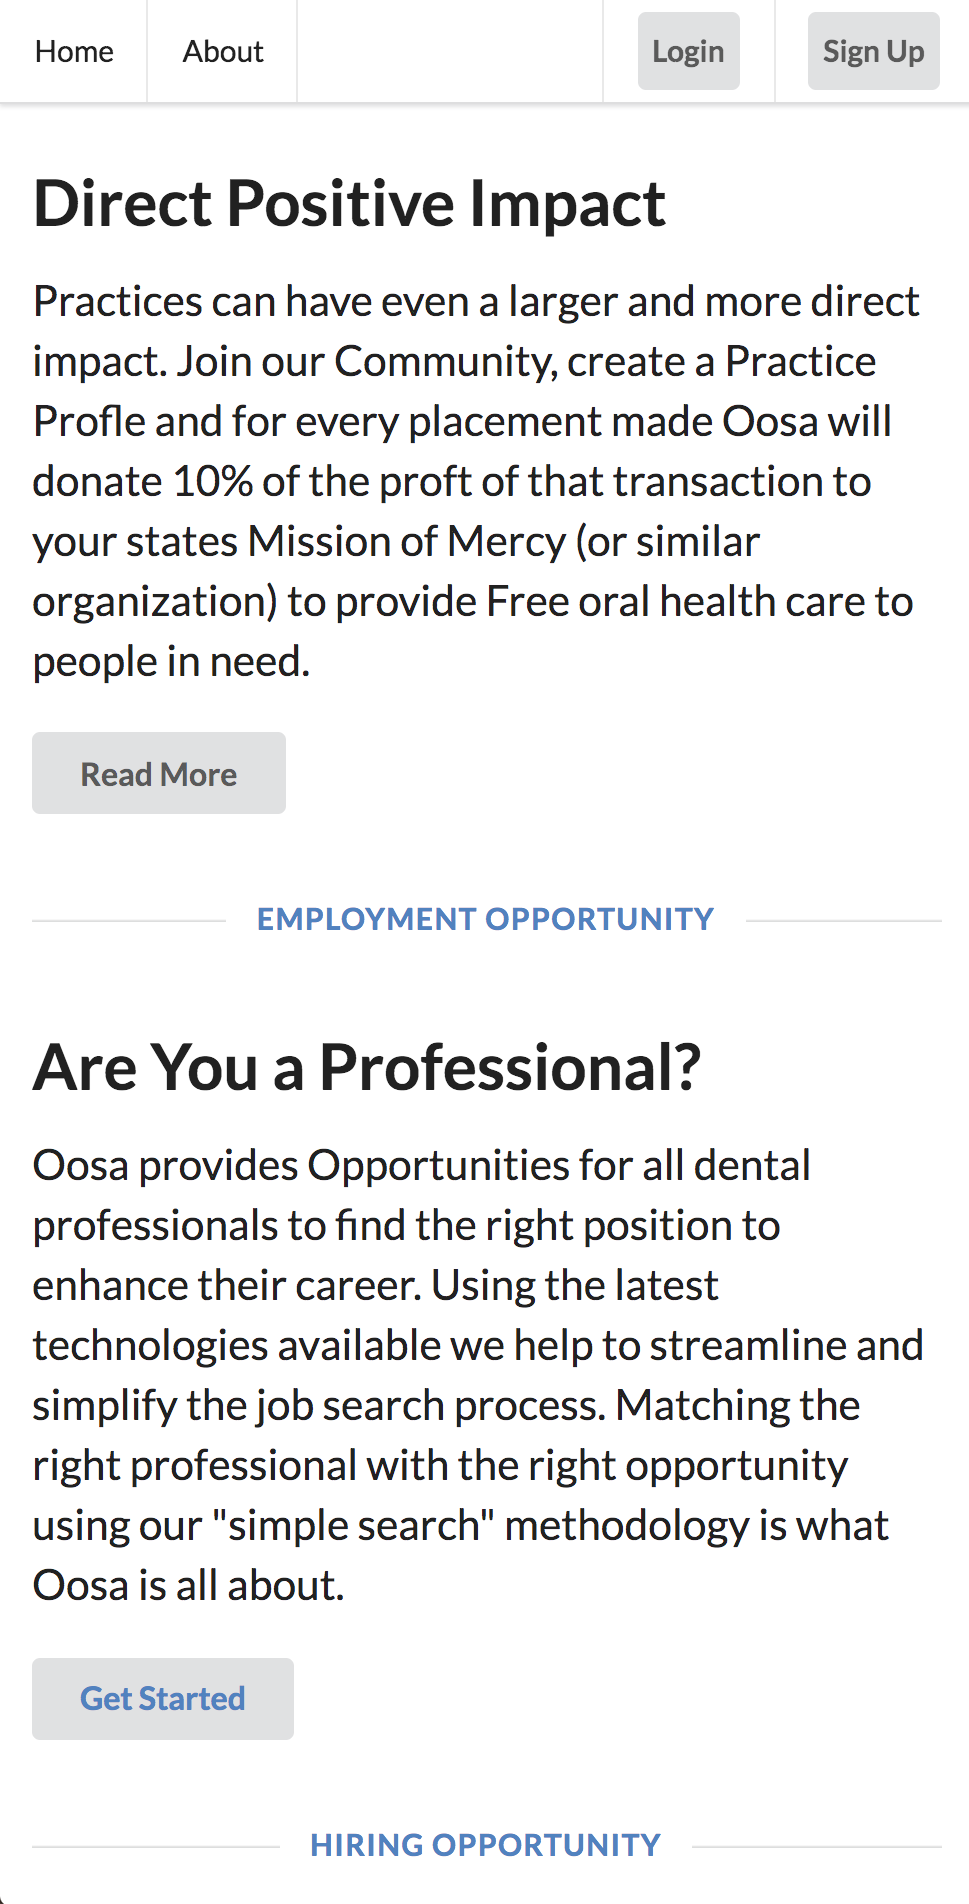 Home About Login Sign Up
Direct Positive Impact
Practices can have even a larger and more direct
impact. Join our Community, create a Practice
Profle and for every placement made Oosa will
donate 10% of the proft of that transaction to
your states Mission of Mercy (or similar
organization) to provide Free oral health care to
people in need.
Read More
EMPLOYMENT OPPORTUNITY
Are You a Professional?
Oosa provides Opportunities for all dental
professionals to find the right position to
enhance their career. Using the latest
technologies available we help to streamline and
simplify the job search process. Matching the
right professional with the right opportunity
using our "simple search" methodology is what
Oosa is all about.
Get Started
HIRING OPPORTUNITY